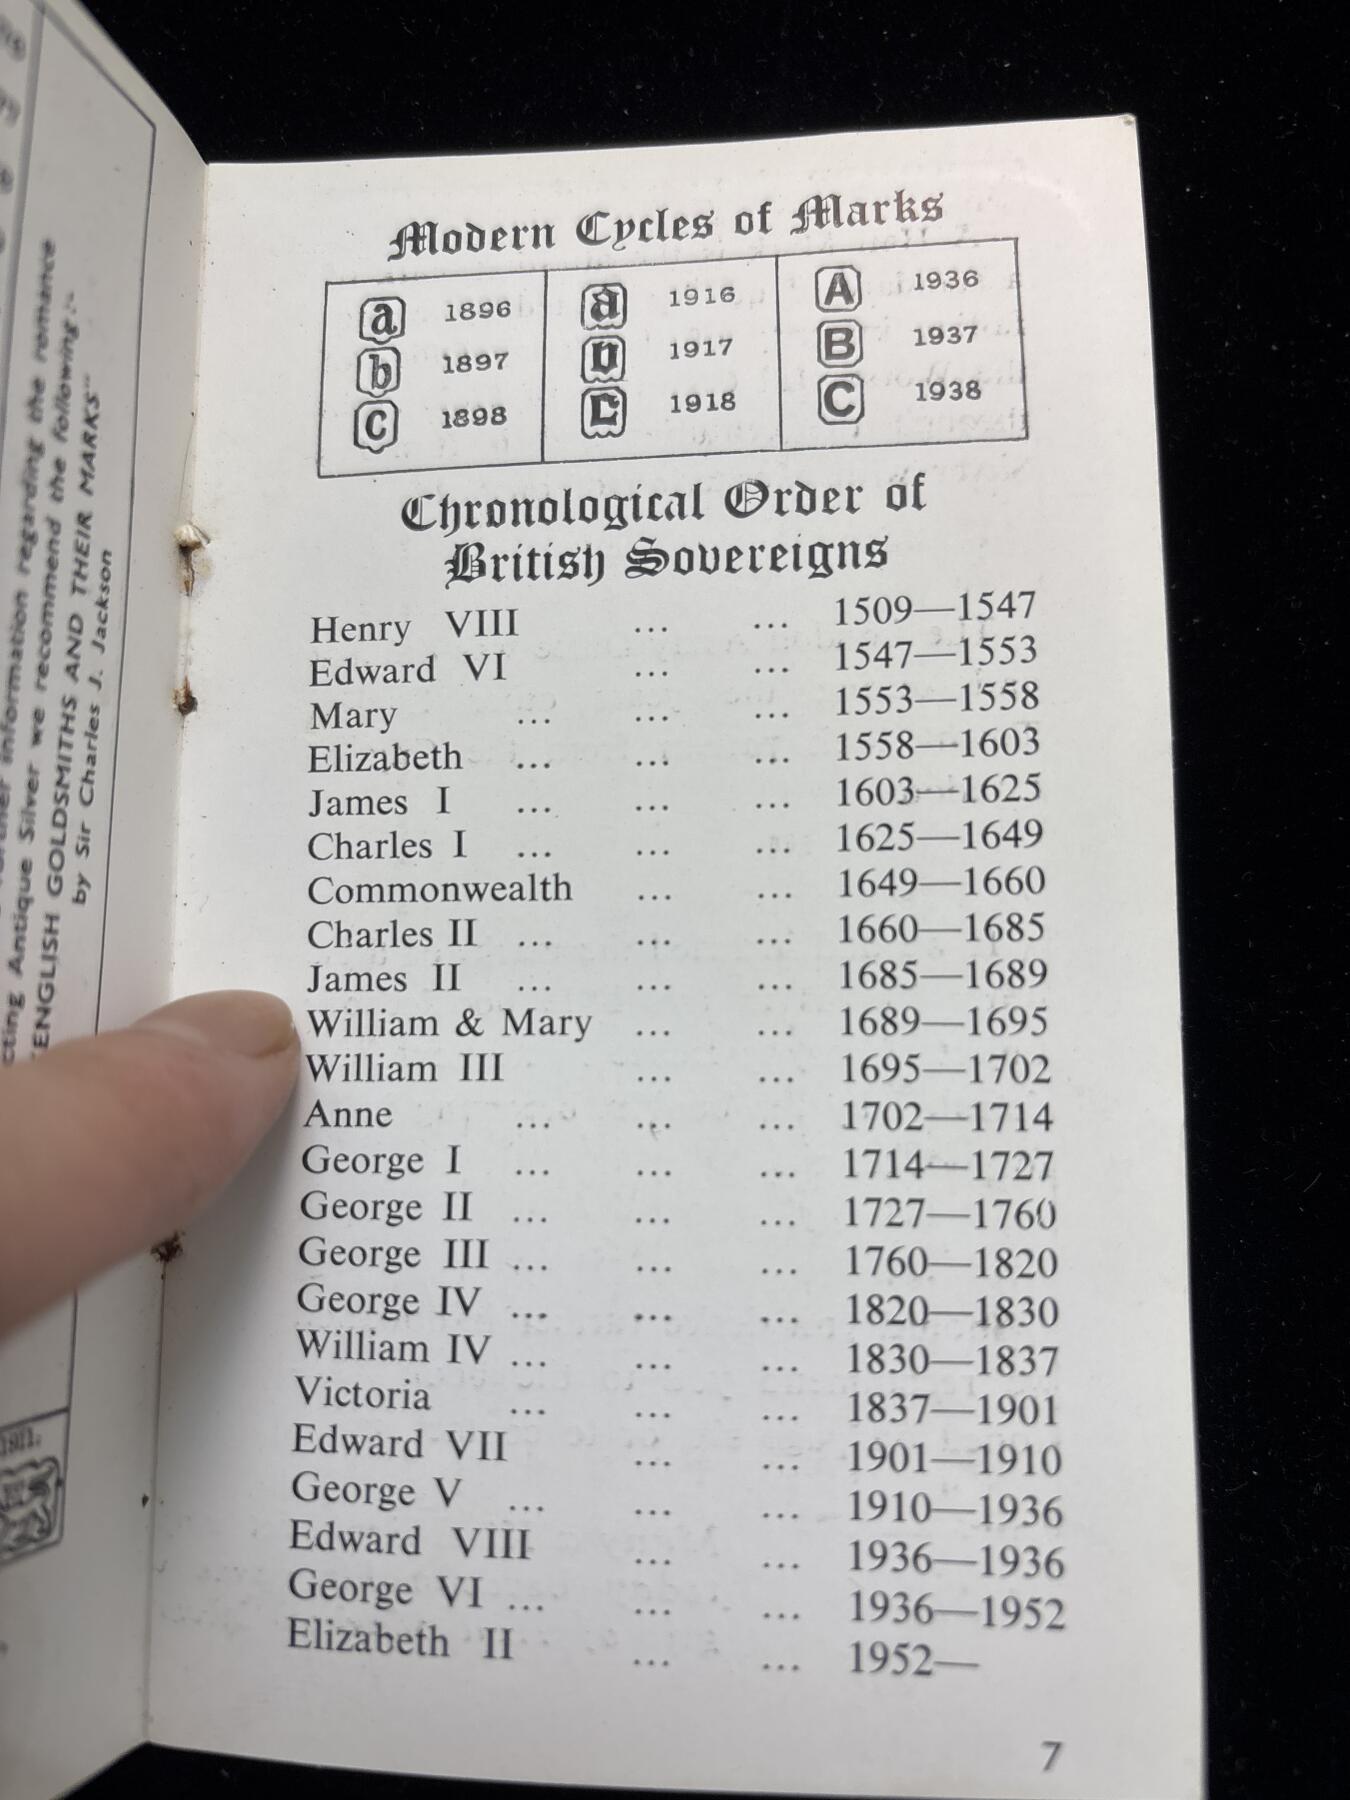 information regarding the romance
cting Antique Silver we recommend the following:-
"ENGLISH GOLDSMITHS AND THEIR MARKS"
by Sir Charles J. Jackson
Modern Cycles of Marks
a 1896 a 1916 A 1936
b 1897 b 1917 B 1937
c 1898 c 1918 C 1938
Chronological Order of
British Sovereigns
Henry VIII ... ... 1509—1547
Edward VI ... ... 1547—1553
Mary ... ... ... 1553—1558
Elizabeth ... ... ... 1558—1603
James I ... ... ... 1603—1625
Charles I ... ... ... 1625—1649
Commonwealth ... ... 1649—1660
Charles II ... ... ... 1660—1685
James II ... ... ... 1685—1689
William & Mary ... ... 1689—1695
William III ... ... 1695—1702
Anne ... ... ... 1702—1714
George I ... ... ... 1714—1727
George II ... ... ... 1727—1760
George III ... ... ... 1760—1820
George IV ... ... ... 1820—1830
William IV ... ... ... 1830—1837
Victoria ... ... ... 1837—1901
Edward VII ... ... 1901—1910
George V ... ... ... 1910—1936
Edward VIII ... ... 1936—1936
George VI ... ... ... 1936—1952
Elizabeth II ... ... 1952—
7